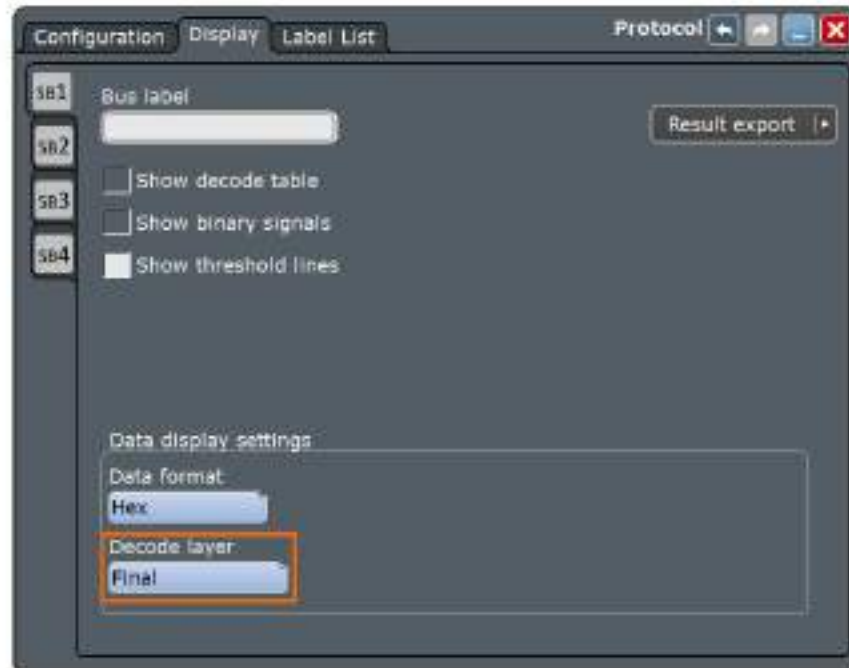 Configuration Display Label List Protocol
SB1
Bus label
Result export
SB2
Show decode table
SB3
Show binary signals
SB4
Show threshold lines
Data display settings
Data format
Hex
Decode layer
Final